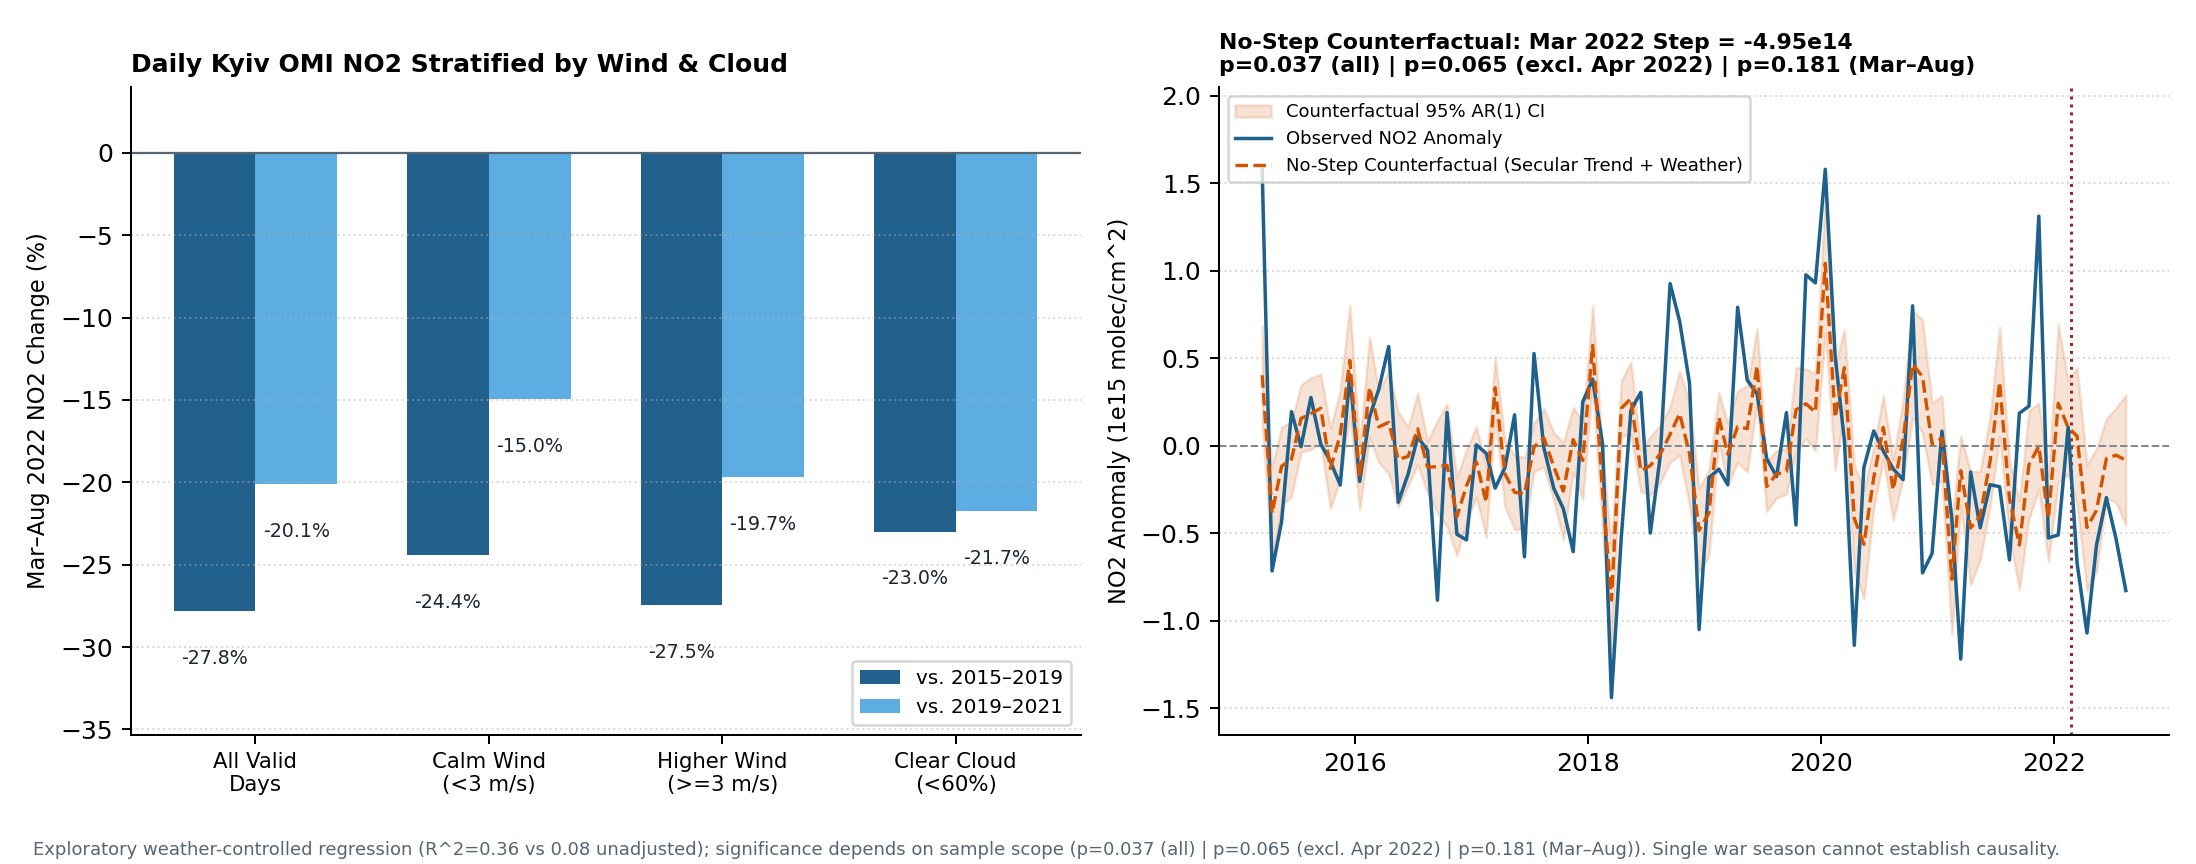 Daily Kyiv OMI NO2 Stratified by Wind & Cloud
Mar–Aug 2022 NO2 Change (%)
0
−5
−10
−15
−20
−25
−30
−35
-27.8%
-20.1%
-24.4%
-15.0%
-27.5%
-19.7%
-23.0%
-21.7%
vs. 2015–2019
vs. 2019–2021
All Valid
Days
Calm Wind
(<3 m/s)
Higher Wind
(>=3 m/s)
Clear Cloud
(<60%)
No-Step Counterfactual: Mar 2022 Step = -4.95e14
p=0.037 (all) | p=0.065 (excl. Apr 2022) | p=0.181 (Mar–Aug)
NO2 Anomaly (1e15 molec/cm^2)
2.0
1.5
1.0
0.5
0.0
−0.5
−1.0
−1.5
Counterfactual 95% AR(1) CI
Observed NO2 Anomaly
No-Step Counterfactual (Secular Trend + Weather)
2016
2018
2020
2022
Exploratory weather-controlled regression (R^2=0.36 vs 0.08 unadjusted); significance depends on sample scope (p=0.037 (all) | p=0.065 (excl. Apr 2022) | p=0.181 (Mar–Aug)). Single war season cannot establish causality.